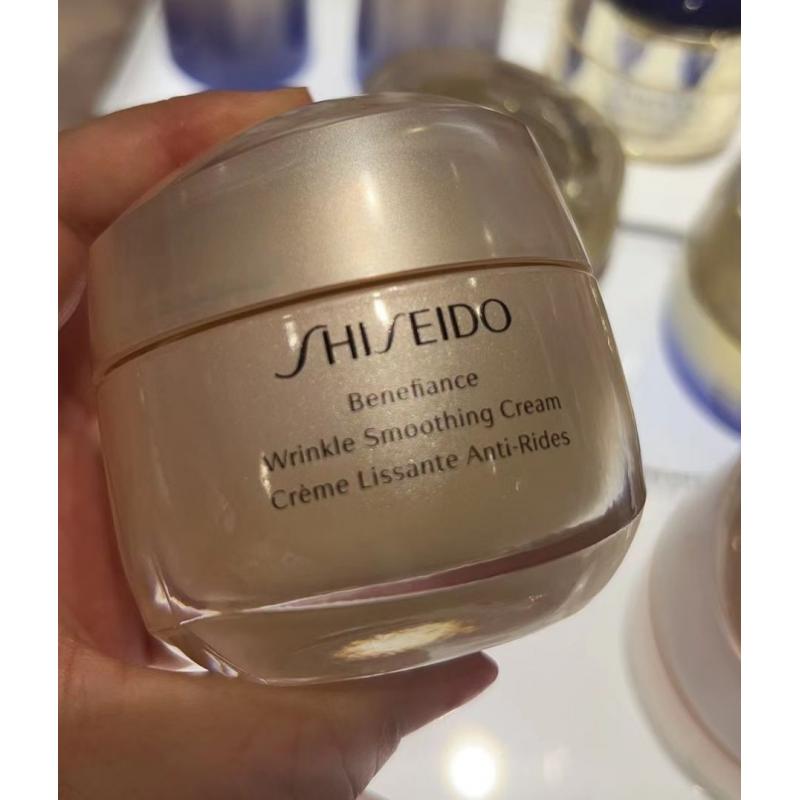 SHISEIDO
Benefiance
Wrinkle Smoothing Cream
Crème Lissante Anti-Rides